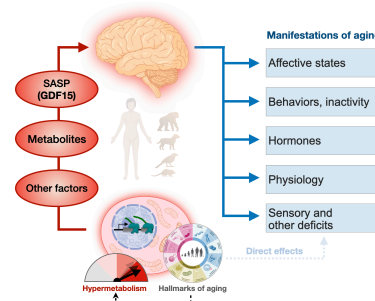 Manifestations of aging
SASP
(GDF15)
Metabolites
Other factors
Affective states
Behaviors, inactivity
Hormones
Physiology
Sensory and
other deficits
Direct effects
Hypermetabolism
Hallmarks of aging